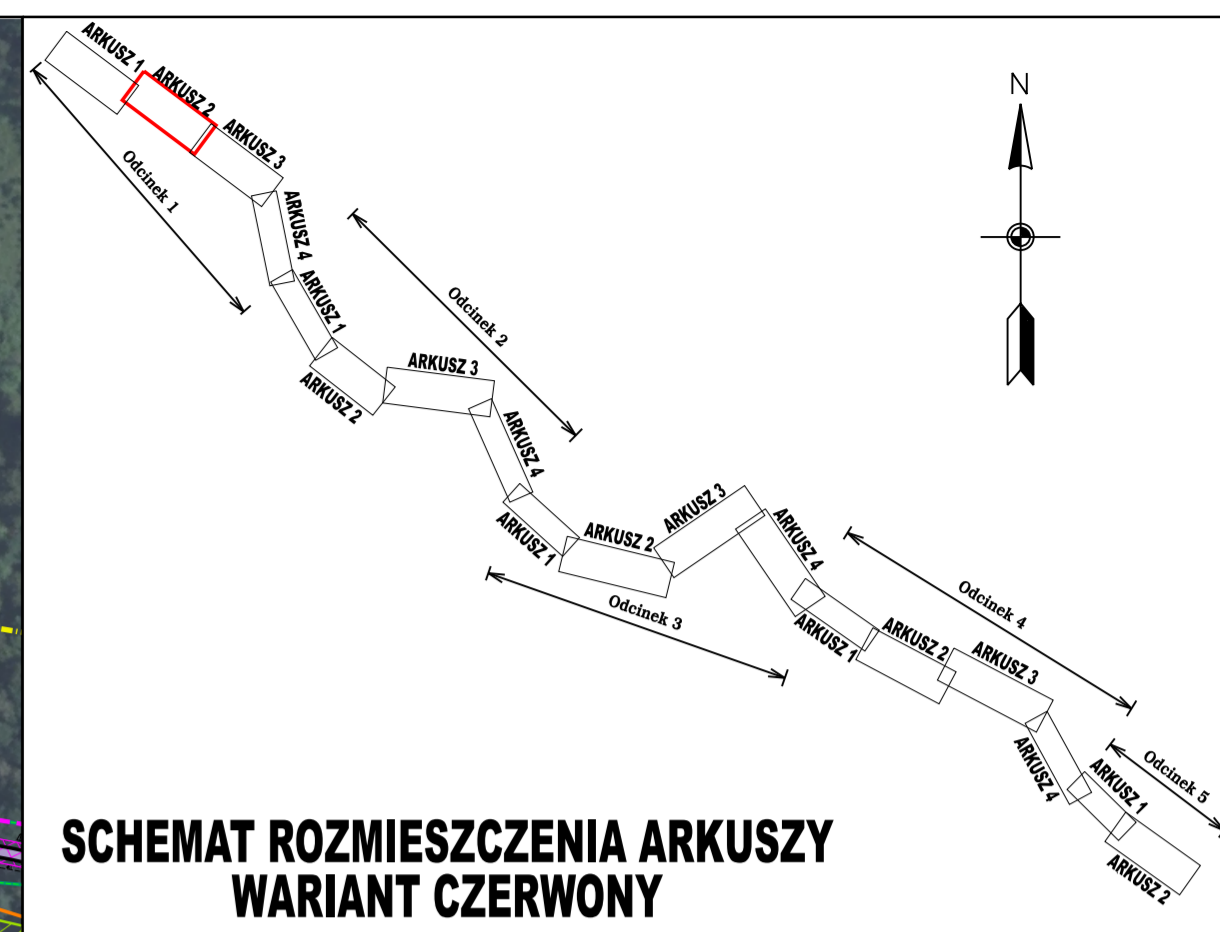 ARKUSZ 1
ARKUSZ 2
ARKUSZ 3
Odcinek 1
ARKUSZ 4
N
ARKUSZ 1
ARKUSZ 2
ARKUSZ 3
Odcinek 2
ARKUSZ 4
ARKUSZ 1
ARKUSZ 2
ARKUSZ 3
Odcinek 3
ARKUSZ 4
ARKUSZ 1
ARKUSZ 2
ARKUSZ 3
Odcinek 4
ARKUSZ 4
ARKUSZ 1
Odcinek 5
ARKUSZ 2
SCHEMAT ROZMIESZCZENIA ARKUSZY
WARIANT CZERWONY